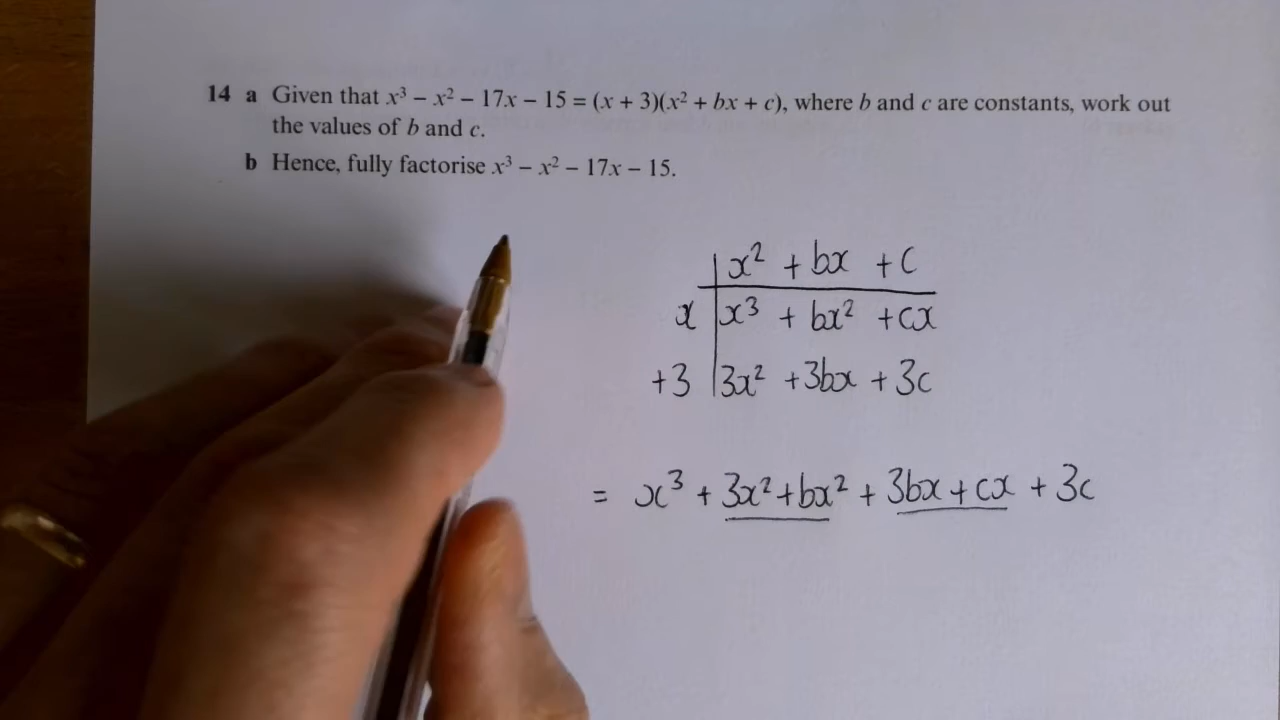 14 a Given that x³ – x² – 17x – 15 = (x + 3)(x² + bx + c), where b and c are constants, work out
the values of b and c.
b Hence, fully factorise x³ – x² – 17x – 15.
x² + bx + c
x x³ + bx² + cx
+3 3x² + 3bx + 3c
= x³ + 3x² + bx² + 3bx + cx + 3c